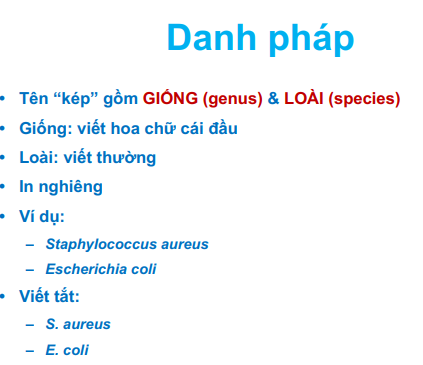 Danh pháp
• Tên “kép” gồm GIỐNG (genus) & LOÀI (species)
• Giống: viết hoa chữ cái đầu
• Loài: viết thường
• In nghiêng
• Ví dụ:
– Staphylococcus aureus
– Escherichia coli
• Viết tắt:
– S. aureus
– E. coli